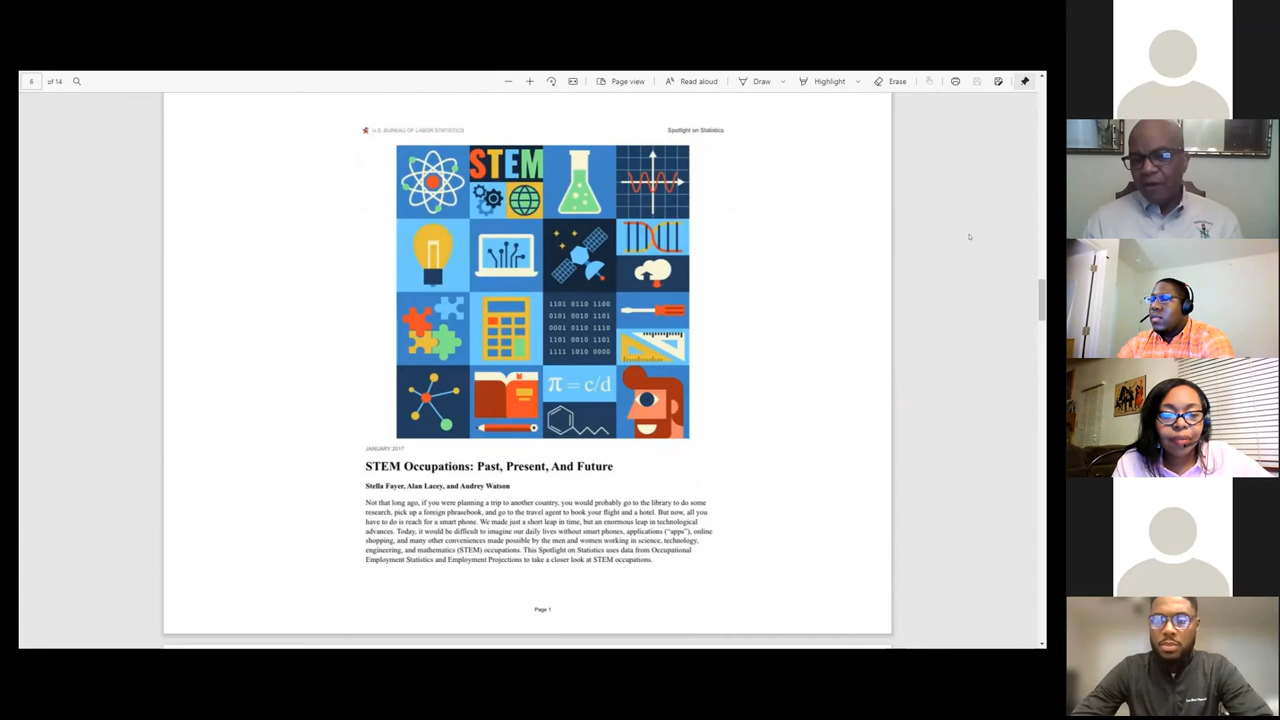 6 of 14 Page view Read aloud Draw Highlight Erase
U.S. BUREAU OF LABOR STATISTICS Spotlight on Statistics
STEM
1101 0110 1100
0101 0010 1101
0001 0110 1110
1101 0010 1101
1111 1010 0000
π = c/d
JANUARY 2017
STEM Occupations: Past, Present, And Future
Stella Fayer, Alan Lacey, and Audrey Watson
Not that long ago, if you were planning a trip to another country, you would probably go to the library to do some
research, pick up a foreign phrasebook, and go to the travel agent to book your flight and a hotel. But now, all you
have to do is reach for a smart phone. We made just a short leap in time, but an enormous leap in technological
advances. Today, it would be difficult to imagine our daily lives without smart phones, applications (“apps”), online
shopping, and many other conveniences made possible by the men and women working in science, technology,
engineering, and mathematics (STEM) occupations. This Spotlight on Statistics uses data from Occupational
Employment Statistics and Employment Projections to take a closer look at STEM occupations.
Page 1